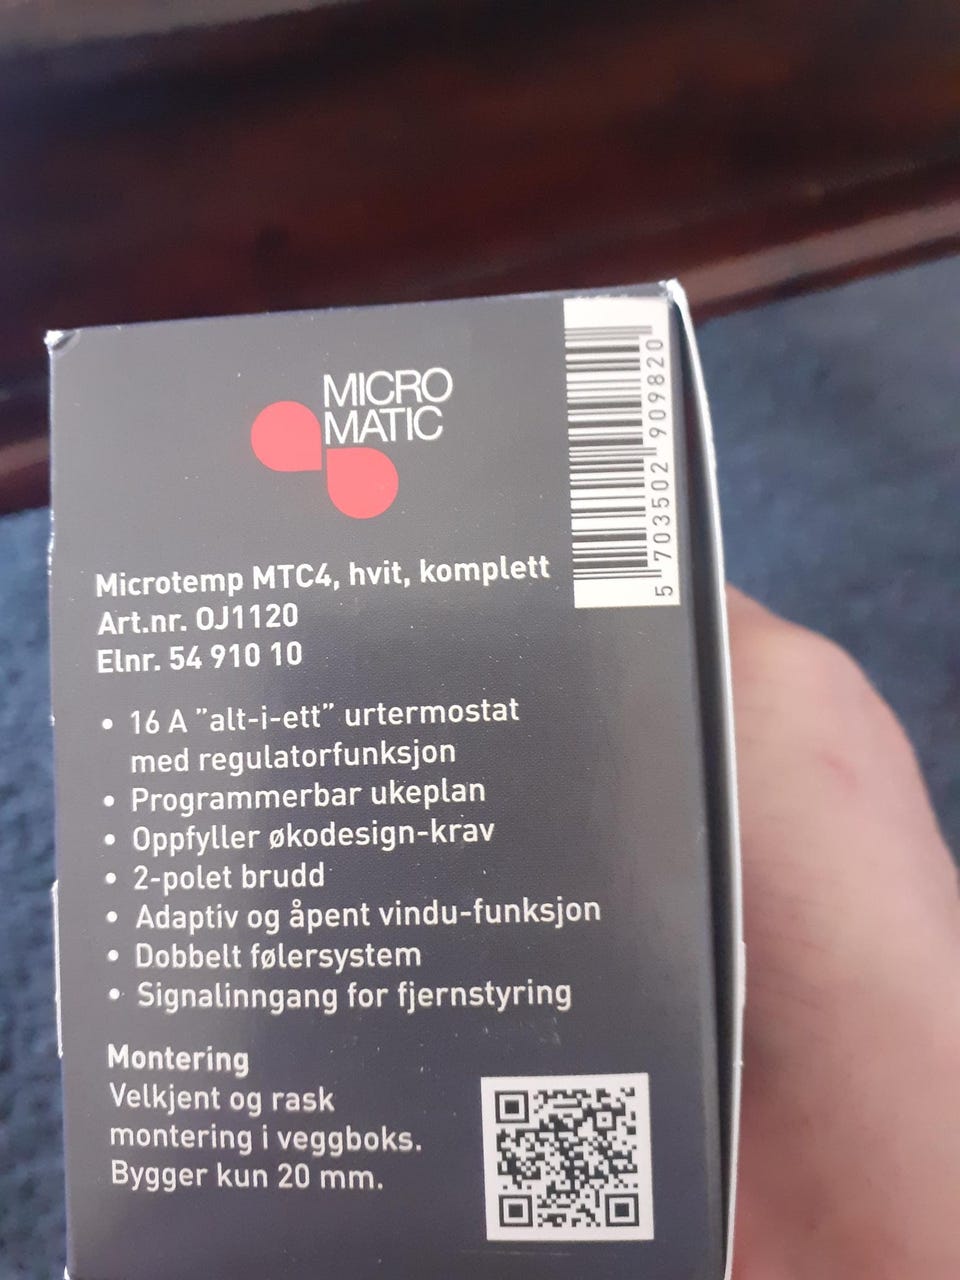 MICRO
MATIC
5 703502 909820
Microtemp MTC4, hvit, komplett
Art.nr. OJ1120
Elnr. 54 910 10
• 16 A ”alt-i-ett” urtermostat
med regulatorfunksjon
• Programmerbar ukeplan
• Oppfyller økodesign-krav
• 2-polet brudd
• Adaptiv og åpent vindu-funksjon
• Dobbelt følersystem
• Signalinngang for fjernstyring
Montering
Velkjent og rask
montering i veggboks.
Bygger kun 20 mm.